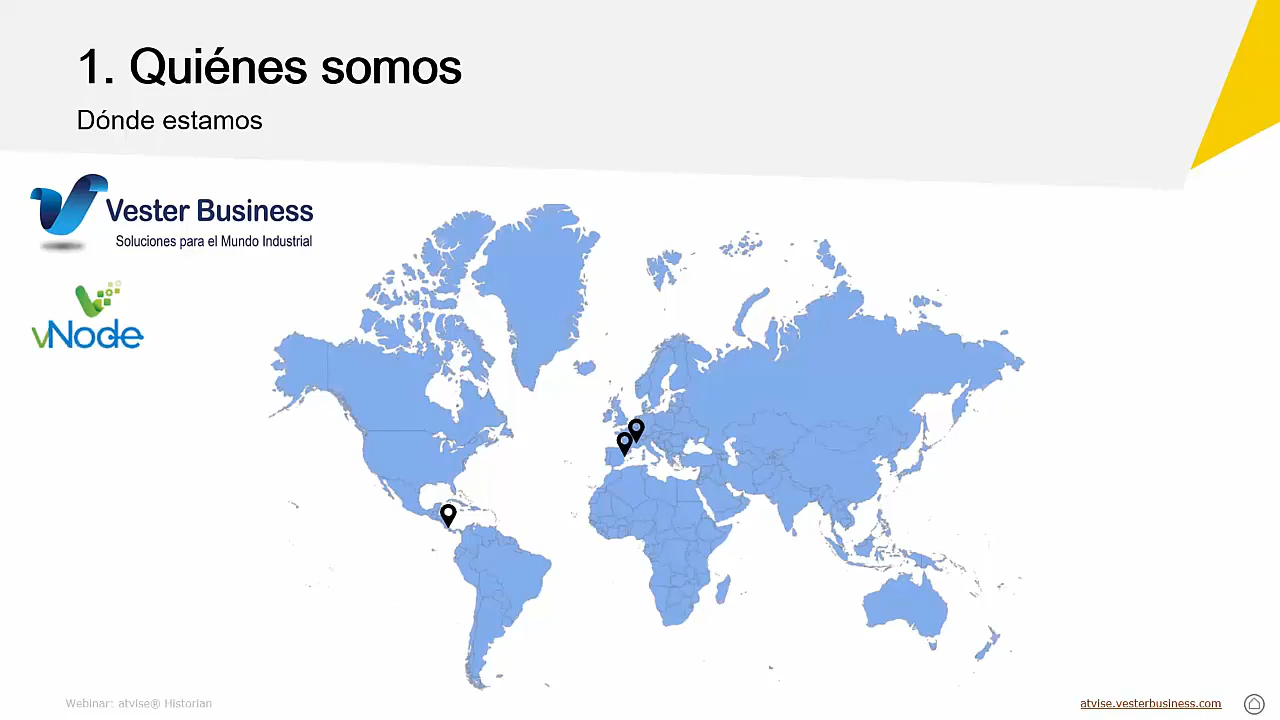 1. Quiénes somos
Dónde estamos
Vester Business
Soluciones para el Mundo Industrial
vNode
Webinar: atvise® Historian
atvise.vesterbusiness.com